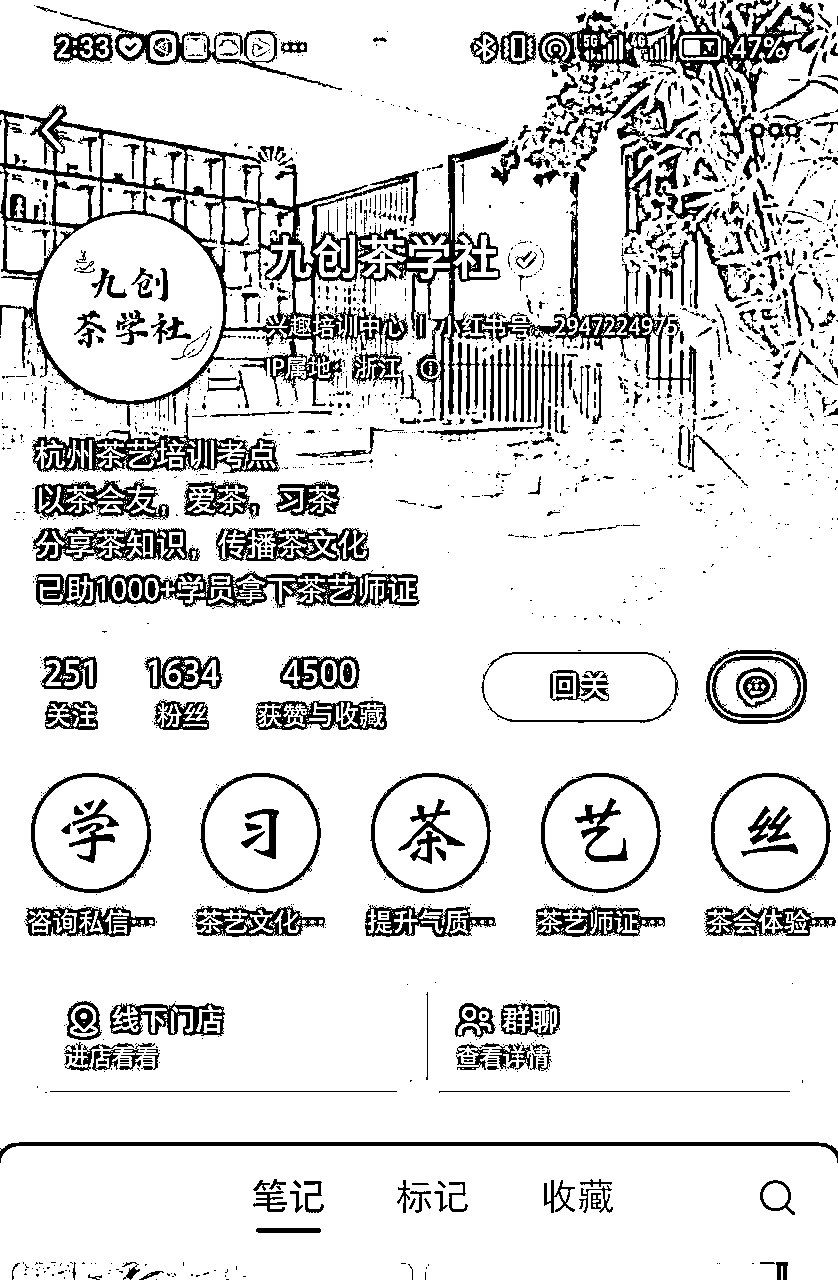 2:33 47%
九创
茶学社
九创茶学社
兴趣培训中心 | 小红书号：2947224975
IP属地：浙江
杭州茶艺培训考点
以茶会友，爱茶，习茶
分享茶知识，传播茶文化
已助1000+学员拿下茶艺师证
251 1634 4500
关注 粉丝 获赞与收藏
回关
学 习 茶 艺 丝
咨询私信… 茶艺文化… 提升气质… 茶艺师证… 茶会体验…
线下门店 群聊
进店看看 查看详情
笔记 标记 收藏